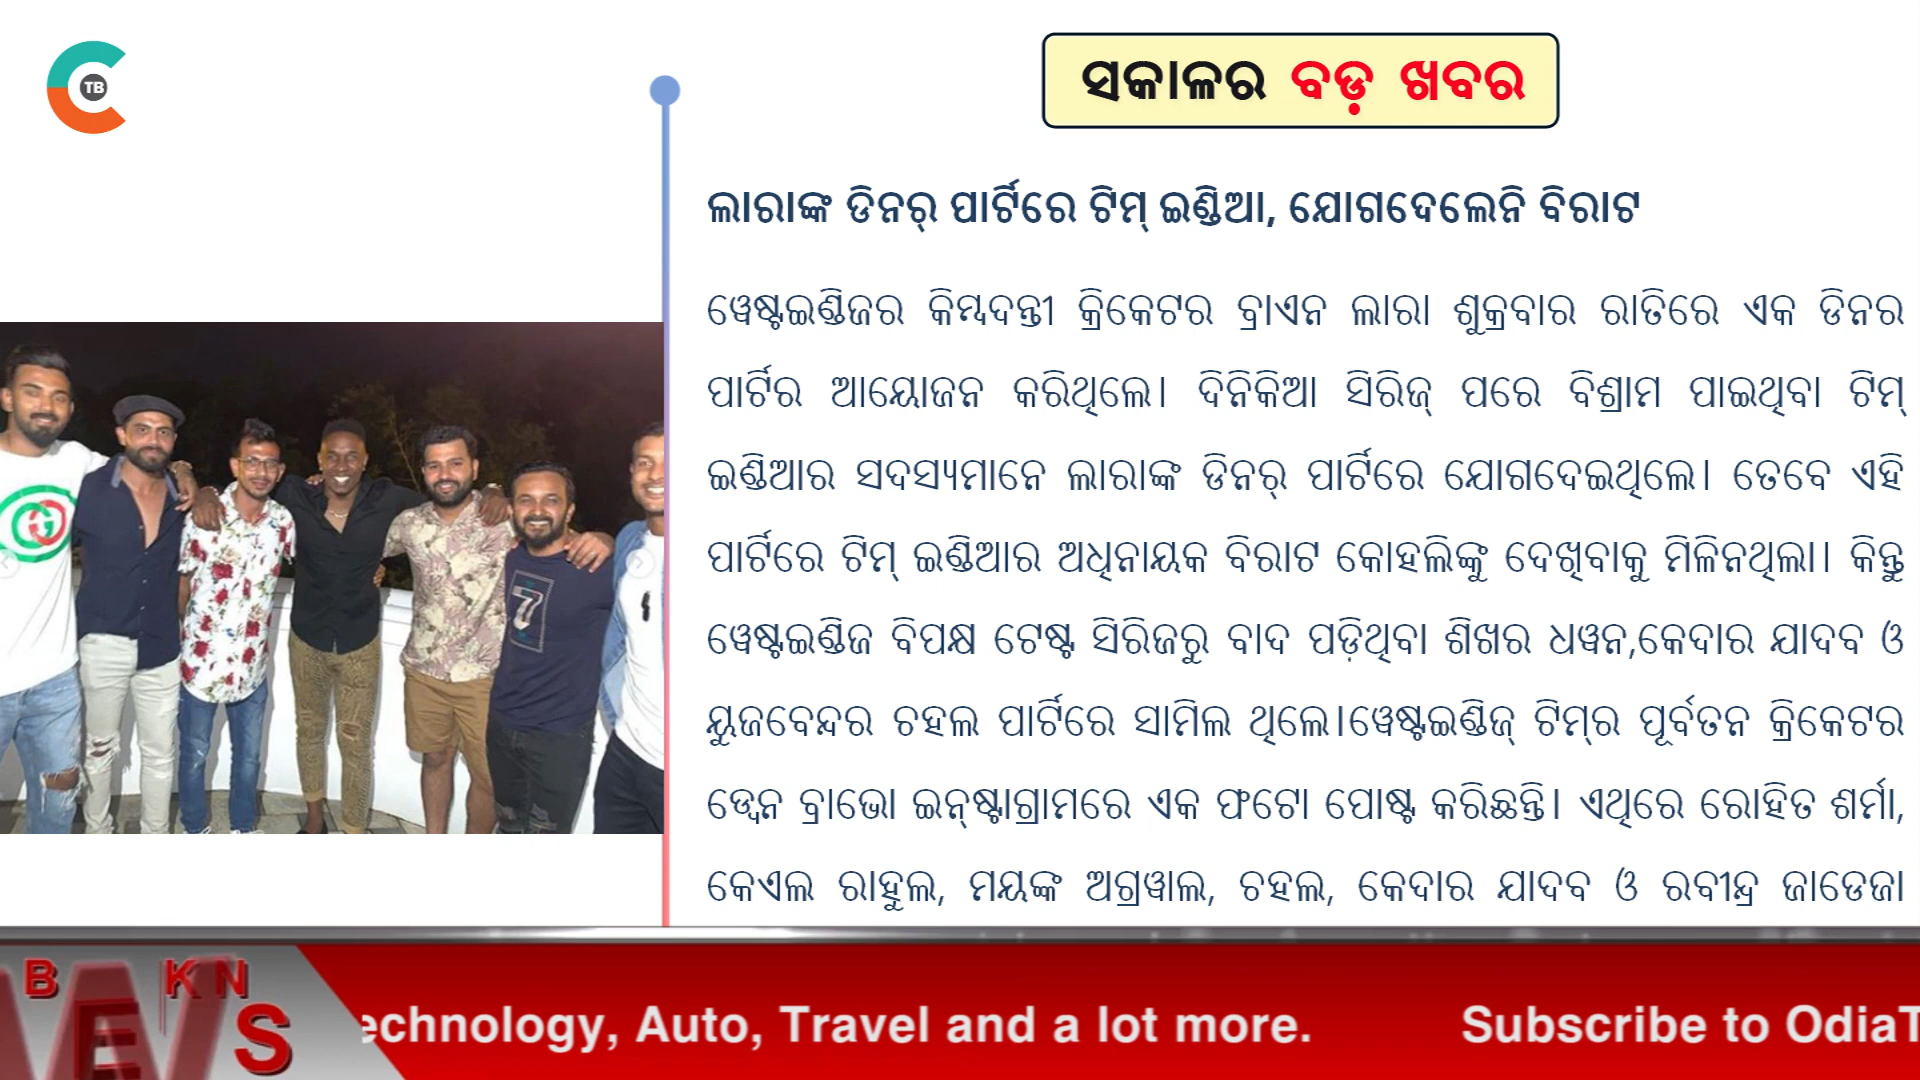 TB
ସକାଳର ବଡ଼ ଖବର
ଲାରାଙ୍କ ଡିନର୍ ପାର୍ଟିରେ ଟିମ୍ ଇଣ୍ଡିଆ, ଯୋଗଦେଲେନି ବିରାଟ
ୱେଷ୍ଟଇଣ୍ଡିଜର କିମ୍ବଦନ୍ତୀ କ୍ରିକେଟର ବ୍ରାଏନ ଲାରା ଶୁକ୍ରବାର ରାତିରେ ଏକ ଡିନର
ପାର୍ଟିର ଆୟୋଜନ କରିଥିଲେ। ଦିନିକିଆ ସିରିଜ୍ ପରେ ବିଶ୍ରାମ ପାଇଥିବା ଟିମ୍
ଇଣ୍ଡିଆର ସଦସ୍ୟମାନେ ଲାରାଙ୍କ ଡିନର୍ ପାର୍ଟିରେ ଯୋଗଦେଇଥିଲେ। ତେବେ ଏହି
ପାର୍ଟିରେ ଟିମ୍ ଇଣ୍ଡିଆର ଅଧିନାୟକ ବିରାଟ କୋହଲିଙ୍କୁ ଦେଖିବାକୁ ମିଳିନଥିଲା। କିନ୍ତୁ
ୱେଷ୍ଟଇଣ୍ଡିଜ ବିପକ୍ଷ ଟେଷ୍ଟ ସିରିଜରୁ ବାଦ ପଡ଼ିଥିବା ଶିଖର ଧୱନ,କେଦାର ଯାଦବ ଓ
ୟୁଜବେନ୍ଦର ଚହଲ ପାର୍ଟିରେ ସାମିଲ ଥିଲେ।ୱେଷ୍ଟଇଣ୍ଡିଜ୍ ଟିମ୍‌ର ପୂର୍ବତନ କ୍ରିକେଟର
ଡ୍ୱେନ ବ୍ରାଭୋ ଇନ୍‌ଷ୍ଟାଗ୍ରାମରେ ଏକ ଫଟୋ ପୋଷ୍ଟ କରିଛନ୍ତି। ଏଥିରେ ରୋହିତ ଶର୍ମା,
କେଏଲ ରାହୁଲ, ମୟଙ୍କ ଅଗ୍ରୱାଲ, ଚହଲ, କେଦାର ଯାଦବ ଓ ରବୀନ୍ଦ୍ର ଜାଡେଜା
echnology, Auto, Travel and a lot more. Subscribe to OdiaT